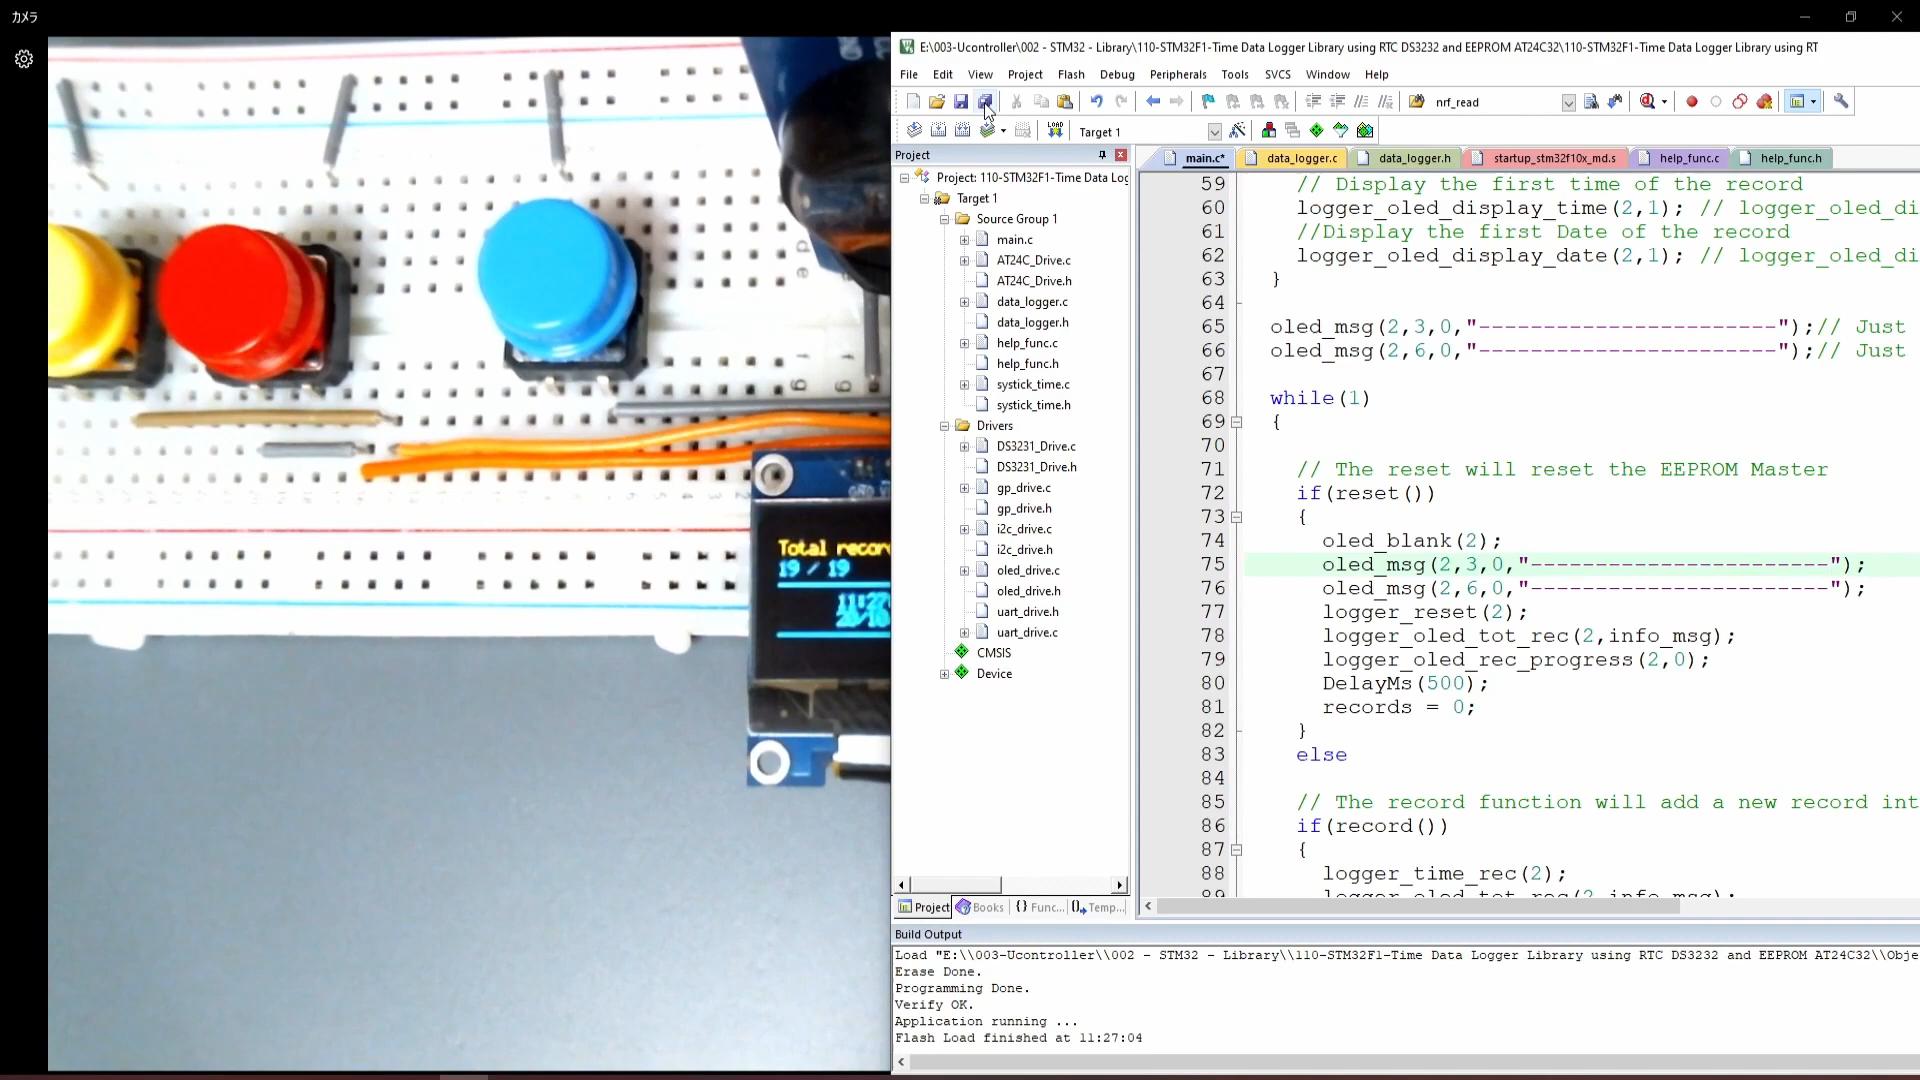 カメラ
E:\003-Ucontroller\002 - STM32 - Library\110-STM32F1-Time Data Logger Library using RTC DS3232 and EEPROM AT24C32\110-STM32F1-Time Data Logger Library using RT
File Edit View Project Flash Debug Peripherals Tools SVCS Window Help
nrf_read
LOAD Target 1
Project
Project: 110-STM32F1-Time Data Log
Target 1
Source Group 1
main.c
AT24C_Drive.c
AT24C_Drive.h
data_logger.c
data_logger.h
help_func.c
help_func.h
systick_time.c
systick_time.h
Drivers
DS3231_Drive.c
DS3231_Drive.h
gp_drive.c
gp_drive.h
i2c_drive.c
i2c_drive.h
oled_drive.c
oled_drive.h
uart_drive.h
uart_drive.c
CMSIS
Device
Project Books {} Func... Temp...
main.c* data_logger.c data_logger.h startup_stm32f10x_md.s help_func.c help_func.h
59 // Display the first time of the record
60 logger_oled_display_time(2,1); // logger_oled_di
61 //Display the first Date of the record
62 logger_oled_display_date(2,1); // logger_oled_di
63 }
64
65 oled_msg(2,3,0,"-----------------------");// Just
66 oled_msg(2,6,0,"-----------------------");// Just
67
68 while(1)
69 {
70
71 // The reset will reset the EEPROM Master
72 if(reset())
73 {
74 oled_blank(2);
75 oled_msg(2,3,0,"-----------------------");
76 oled_msg(2,6,0,"-----------------------");
77 logger_reset(2);
78 logger_oled_tot_rec(2,info_msg);
79 logger_oled_rec_progress(2,0);
80 DelayMs(500);
81 records = 0;
82 }
83 else
84
85 // The record function will add a new record int
86 if(record())
87 {
88 logger_time_rec(2);
89 logger_oled_tot_rec(2,info_msg);
Build Output
Load "E:\\003-Ucontroller\\002 - STM32 - Library\\110-STM32F1-Time Data Logger Library using RTC DS3232 and EEPROM AT24C32\\Obje
Erase Done.
Programming Done.
Verify OK.
Application running ...
Flash Load finished at 11:27:04
Total recor
19 / 19
11:27